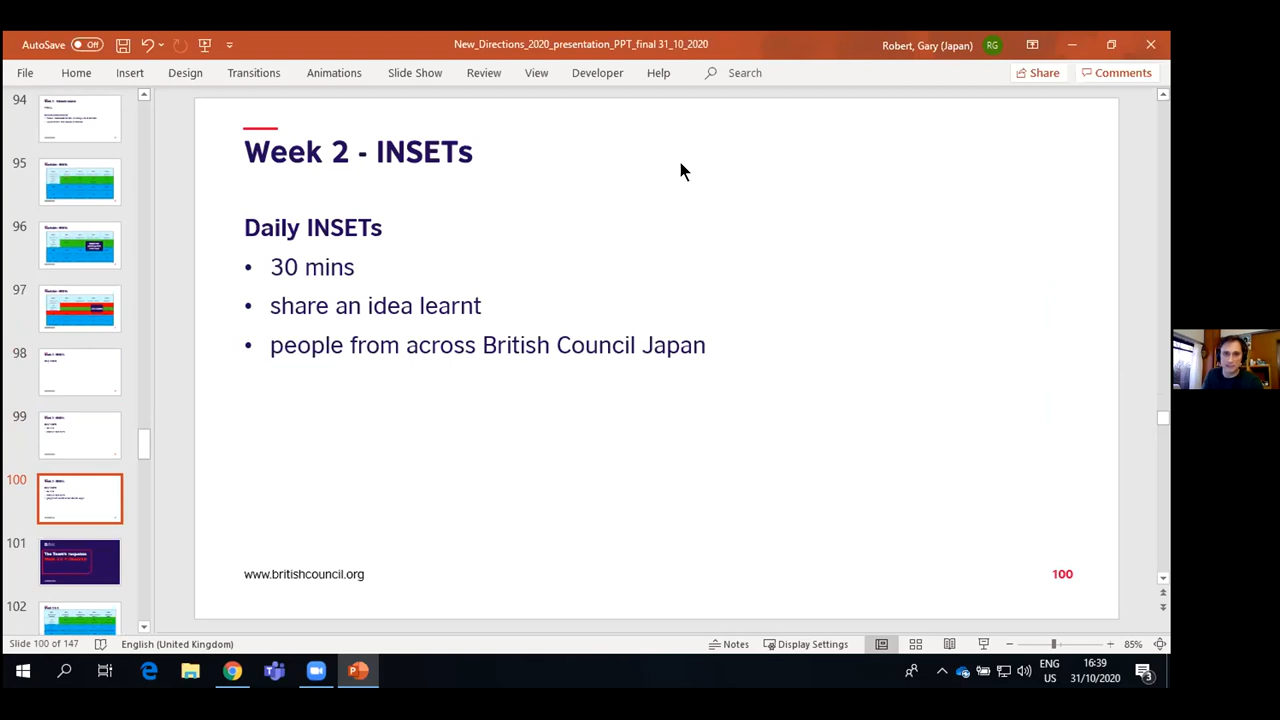 AutoSave Off
New_Directions_2020_presentation_PPT_final 31_10_2020
Robert, Gary (Japan) RG
File Home Insert Design Transitions Animations Slide Show Review View Developer Help Search Share Comments
94
95
96
97
98
99
100
101
102
Week 2 - INSETs
Daily INSETs
• 30 mins
• share an idea learnt
• people from across British Council Japan
www.britishcouncil.org 100
Slide 100 of 147 English (United Kingdom) Notes Display Settings 85%
ENG
US
16:39
31/10/2020
3